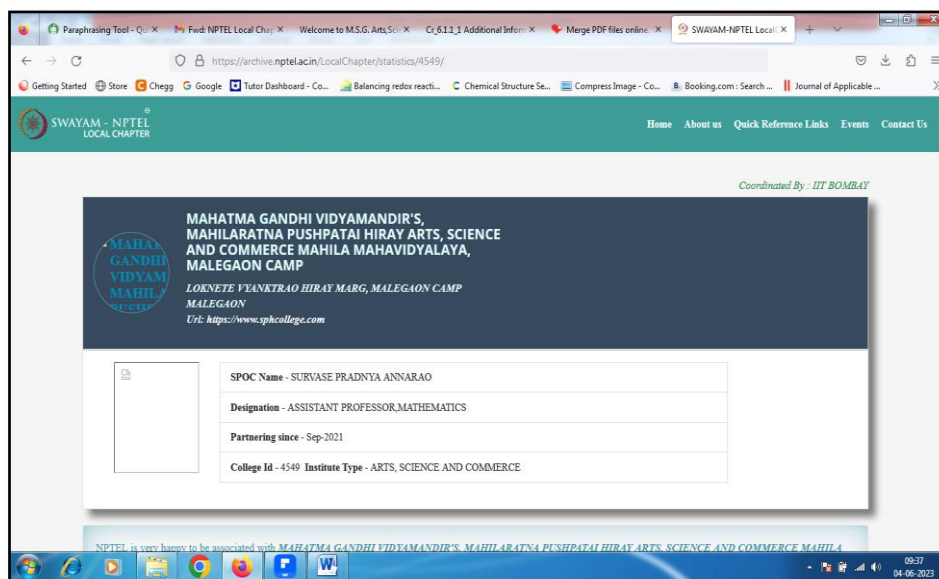 Paraphrasing Tool - Qu
Fwd: NPTEL Local Chap
Welcome to M.S.G. Arts,Scie
Cr_6.1.1_1 Additional Inform
Merge PDF files online.
SWAYAM-NPTEL Local
https://archive.nptel.ac.in/LocalChapter/statistics/4549/
Getting Started
Store
Chegg
Google
Tutor Dashboard - Co...
Balancing redox reacti...
Chemical Structure Se...
Compress Image - Co...
Booking.com : Search ...
Journal of Applicable ...
SWAYAM - NPTEL
LOCAL CHAPTER
Home About us Quick Reference Links Events Contact Us
Coordinated By : IIT BOMBAY
MAHAT
GANDHI
VIDYAM
MAHIL
MAHATMA GANDHI VIDYAMANDIR'S,
MAHILARATNA PUSHPATAI HIRAY ARTS, SCIENCE
AND COMMERCE MAHILA MAHAVIDYALAYA,
MALEGAON CAMP
LOKNETE VYANKTRAO HIRAY MARG, MALEGAON CAMP
MALEGAON
Url: https://www.sphcollege.com
SPOC Name - SURVASE PRADNYA ANNARAO
Designation - ASSISTANT PROFESSOR,MATHEMATICS
Partnering since - Sep-2021
College Id - 4549 Institute Type - ARTS, SCIENCE AND COMMERCE
NPTEL is very happy to be associated with MAHATMA GANDHI VIDYAMANDIR'S, MAHILARATNA PUSHPATAI HIRAY ARTS, SCIENCE AND COMMERCE MAHILA
09:37
04-06-2023